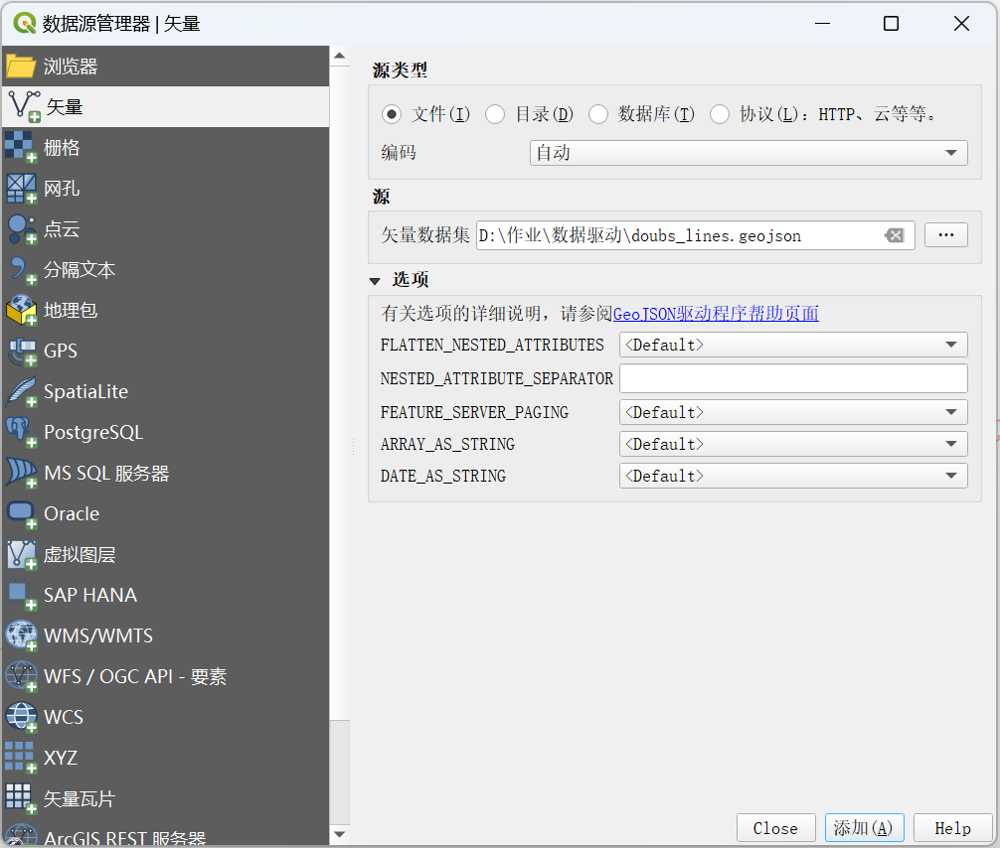 数据源管理器 | 矢量
浏览器
矢量
栅格
网孔
点云
分隔文本
地理包
GPS
SpatiaLite
PostgreSQL
MS SQL 服务器
Oracle
虚拟图层
SAP HANA
WMS/WMTS
WFS / OGC API - 要素
WCS
XYZ
矢量瓦片
ArcGIS REST 服务器
源类型
文件(I) 目录(D) 数据库(T) 协议(L): HTTP、云等等。
编码 自动
源
矢量数据集 D:\作业\数据驱动\doubs_lines.geojson ...
选项
有关选项的详细说明，请参阅GeoJSON驱动程序帮助页面
FLATTEN_NESTED_ATTRIBUTES <Default>
NESTED_ATTRIBUTE_SEPARATOR
FEATURE_SERVER_PAGING <Default>
ARRAY_AS_STRING <Default>
DATE_AS_STRING <Default>
Close 添加(A) Help